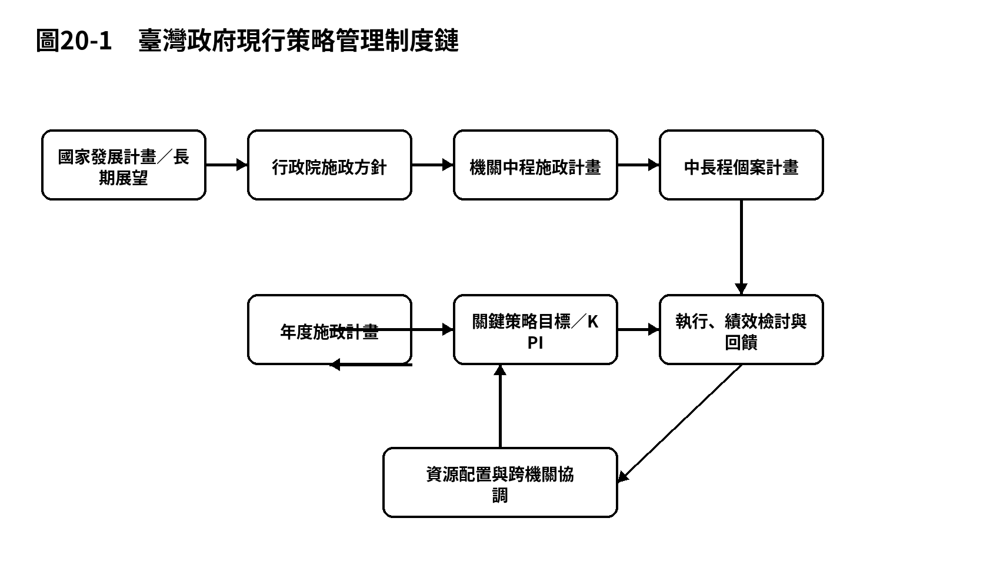 圖20-1　臺灣政府現行策略管理制度鏈
國家發展計畫／長
期展望
行政院施政方針
機關中程施政計畫
中長程個案計畫
年度施政計畫
關鍵策略目標／K
PI
執行、績效檢討與
回饋
資源配置與跨機關協
調